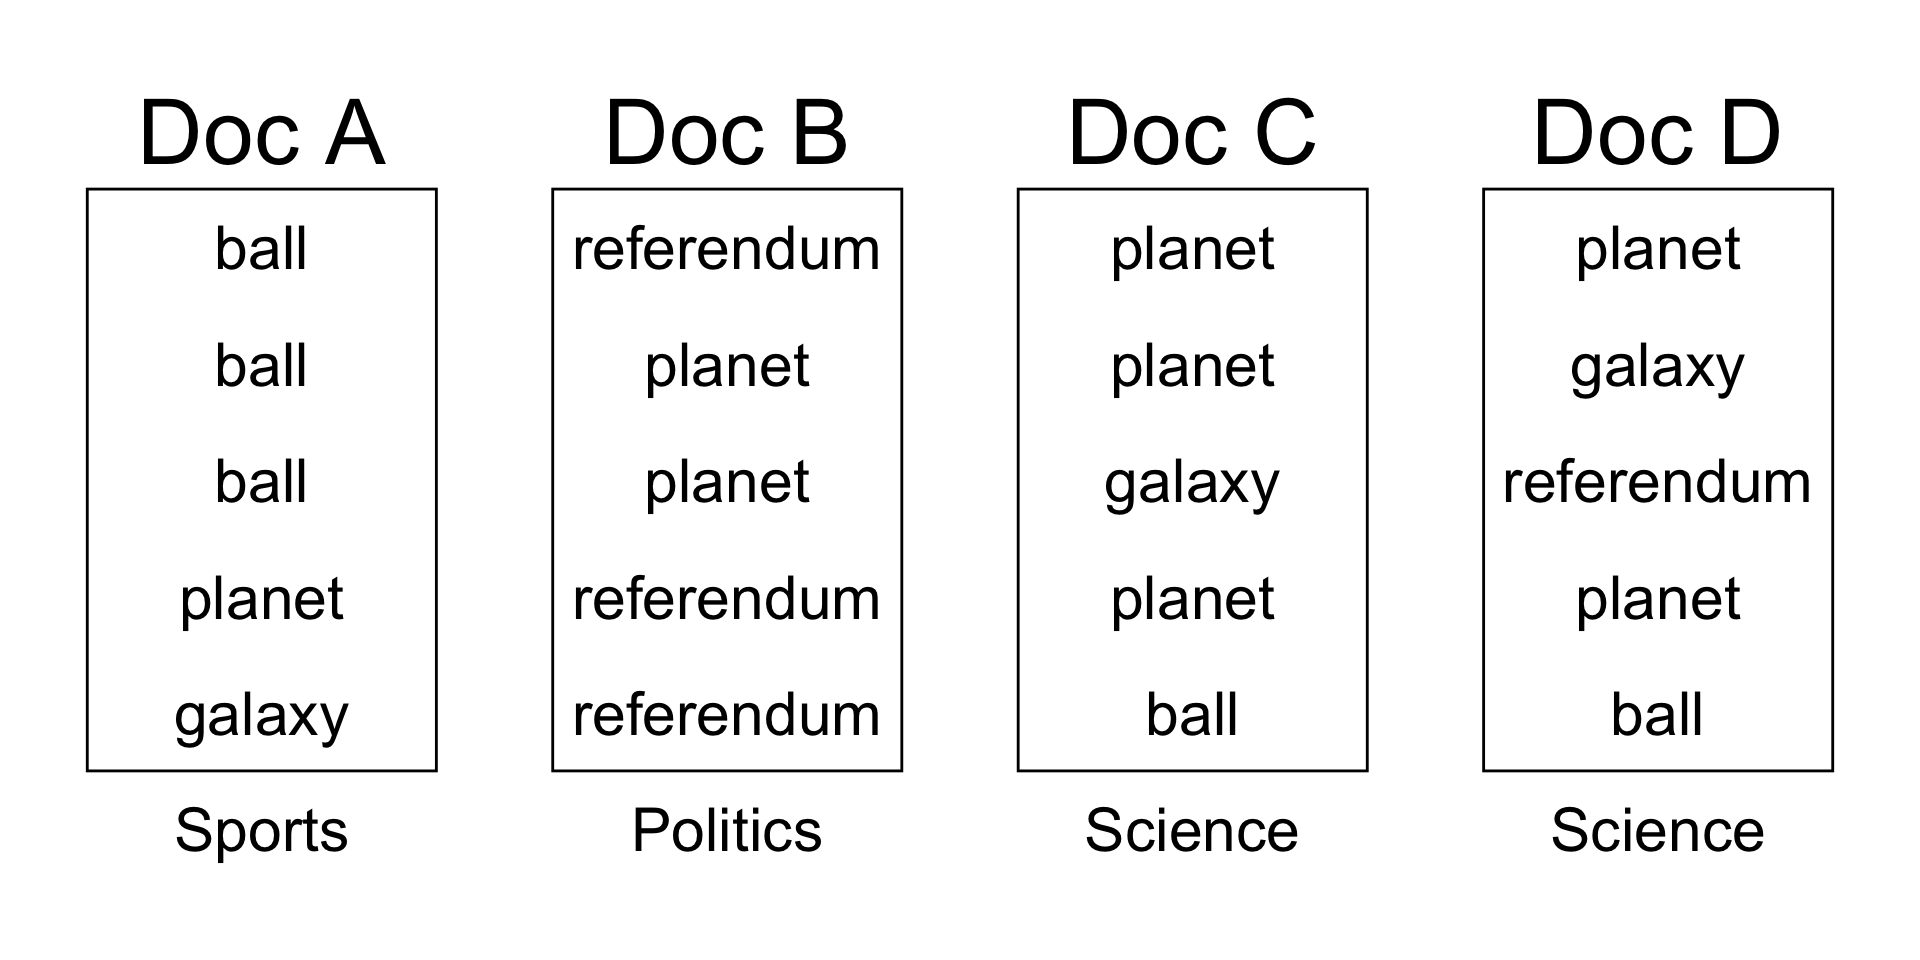 Doc A
ball
ball
ball
planet
galaxy
Sports
Doc B
referendum
planet
planet
referendum
referendum
Politics
Doc C
planet
planet
galaxy
planet
ball
Science
Doc D
planet
galaxy
referendum
planet
ball
Science